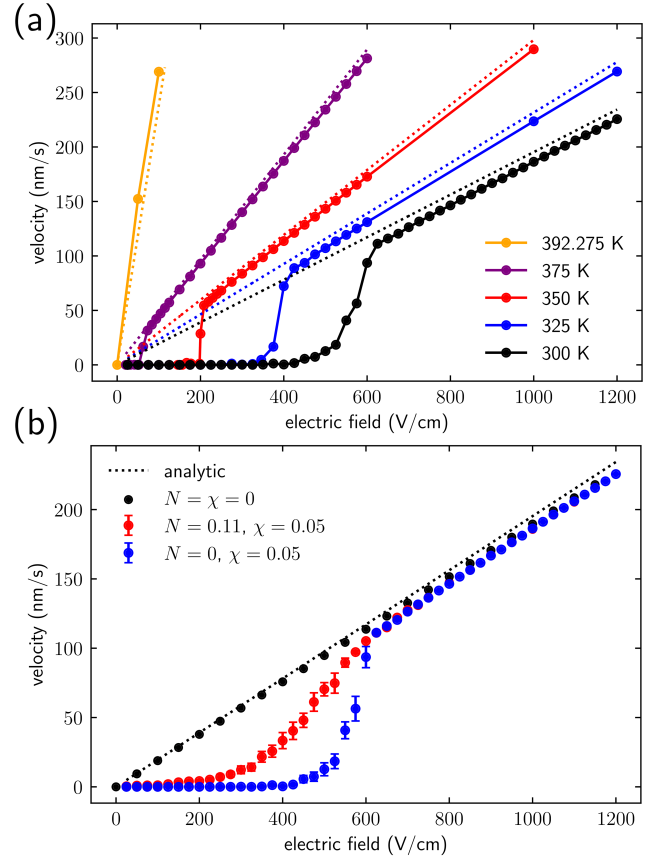 (a)
300
250
200
150
100
50
0
velocity (nm/s)
392.275 K
375 K
350 K
325 K
300 K
0 200 400 600 800 1000 1200
electric field (V/cm)
(b)
analytic
N = χ = 0
N = 0.11, χ = 0.05
N = 0, χ = 0.05
200
150
100
50
0
velocity (nm/s)
0 200 400 600 800 1000 1200
electric field (V/cm)